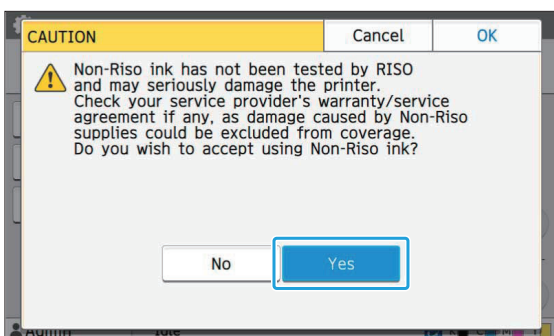 CAUTION
Cancel
OK
Non-Riso ink has not been tested by RISO
and may seriously damage the printer.
Check your service provider's warranty/service
agreement if any, as damage caused by Non-Riso
supplies could be excluded from coverage.
Do you wish to accept using Non-Riso ink?
No
Yes
Admin
Idle